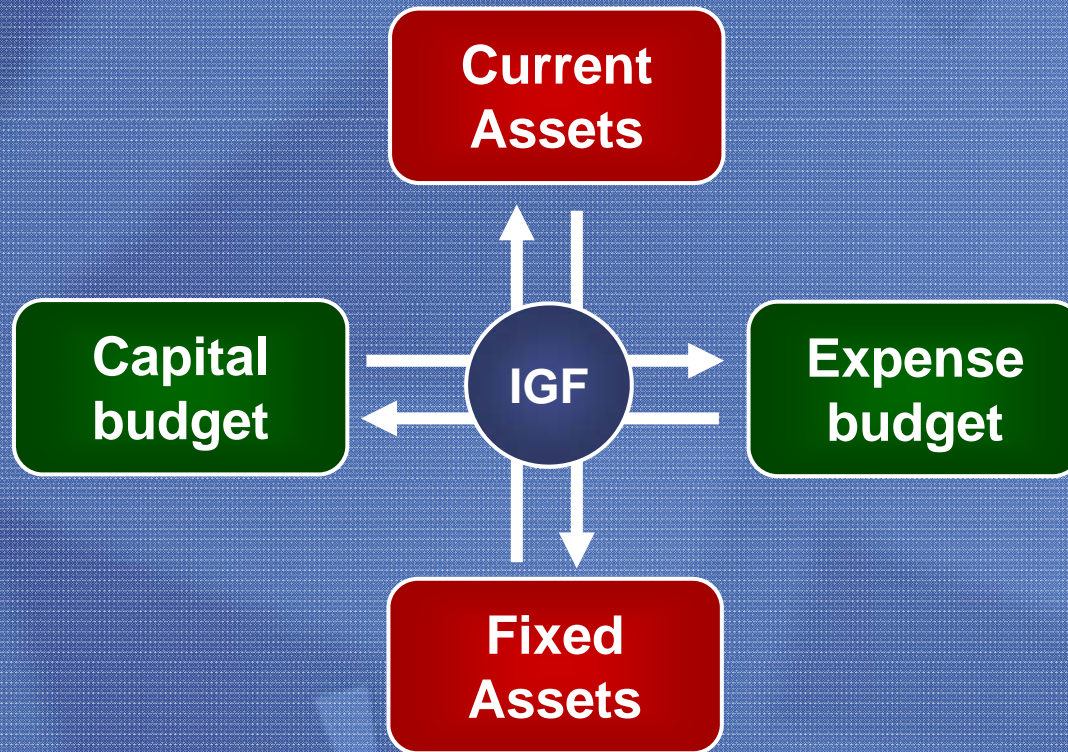 Current
Assets
Capital
budget
IGF
Expense
budget
Fixed
Assets